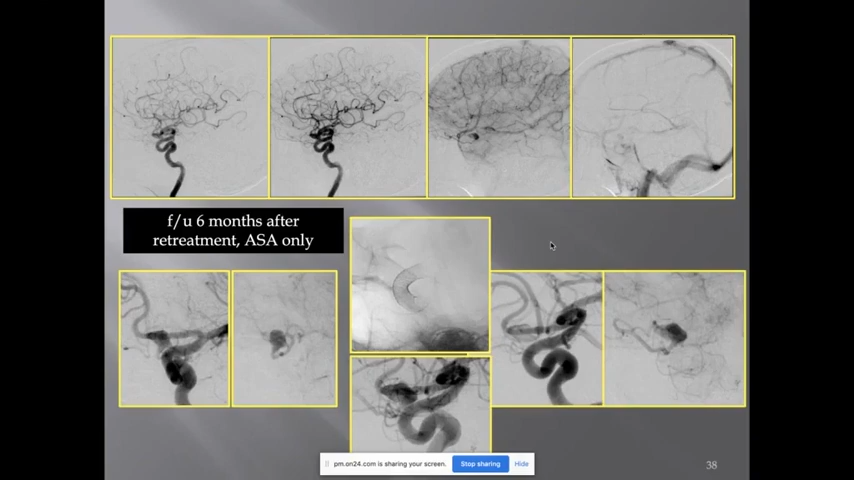 f/u 6 months after
retreatment, ASA only
pm.on24.com is sharing your screen.
Stop sharing
Hide
38